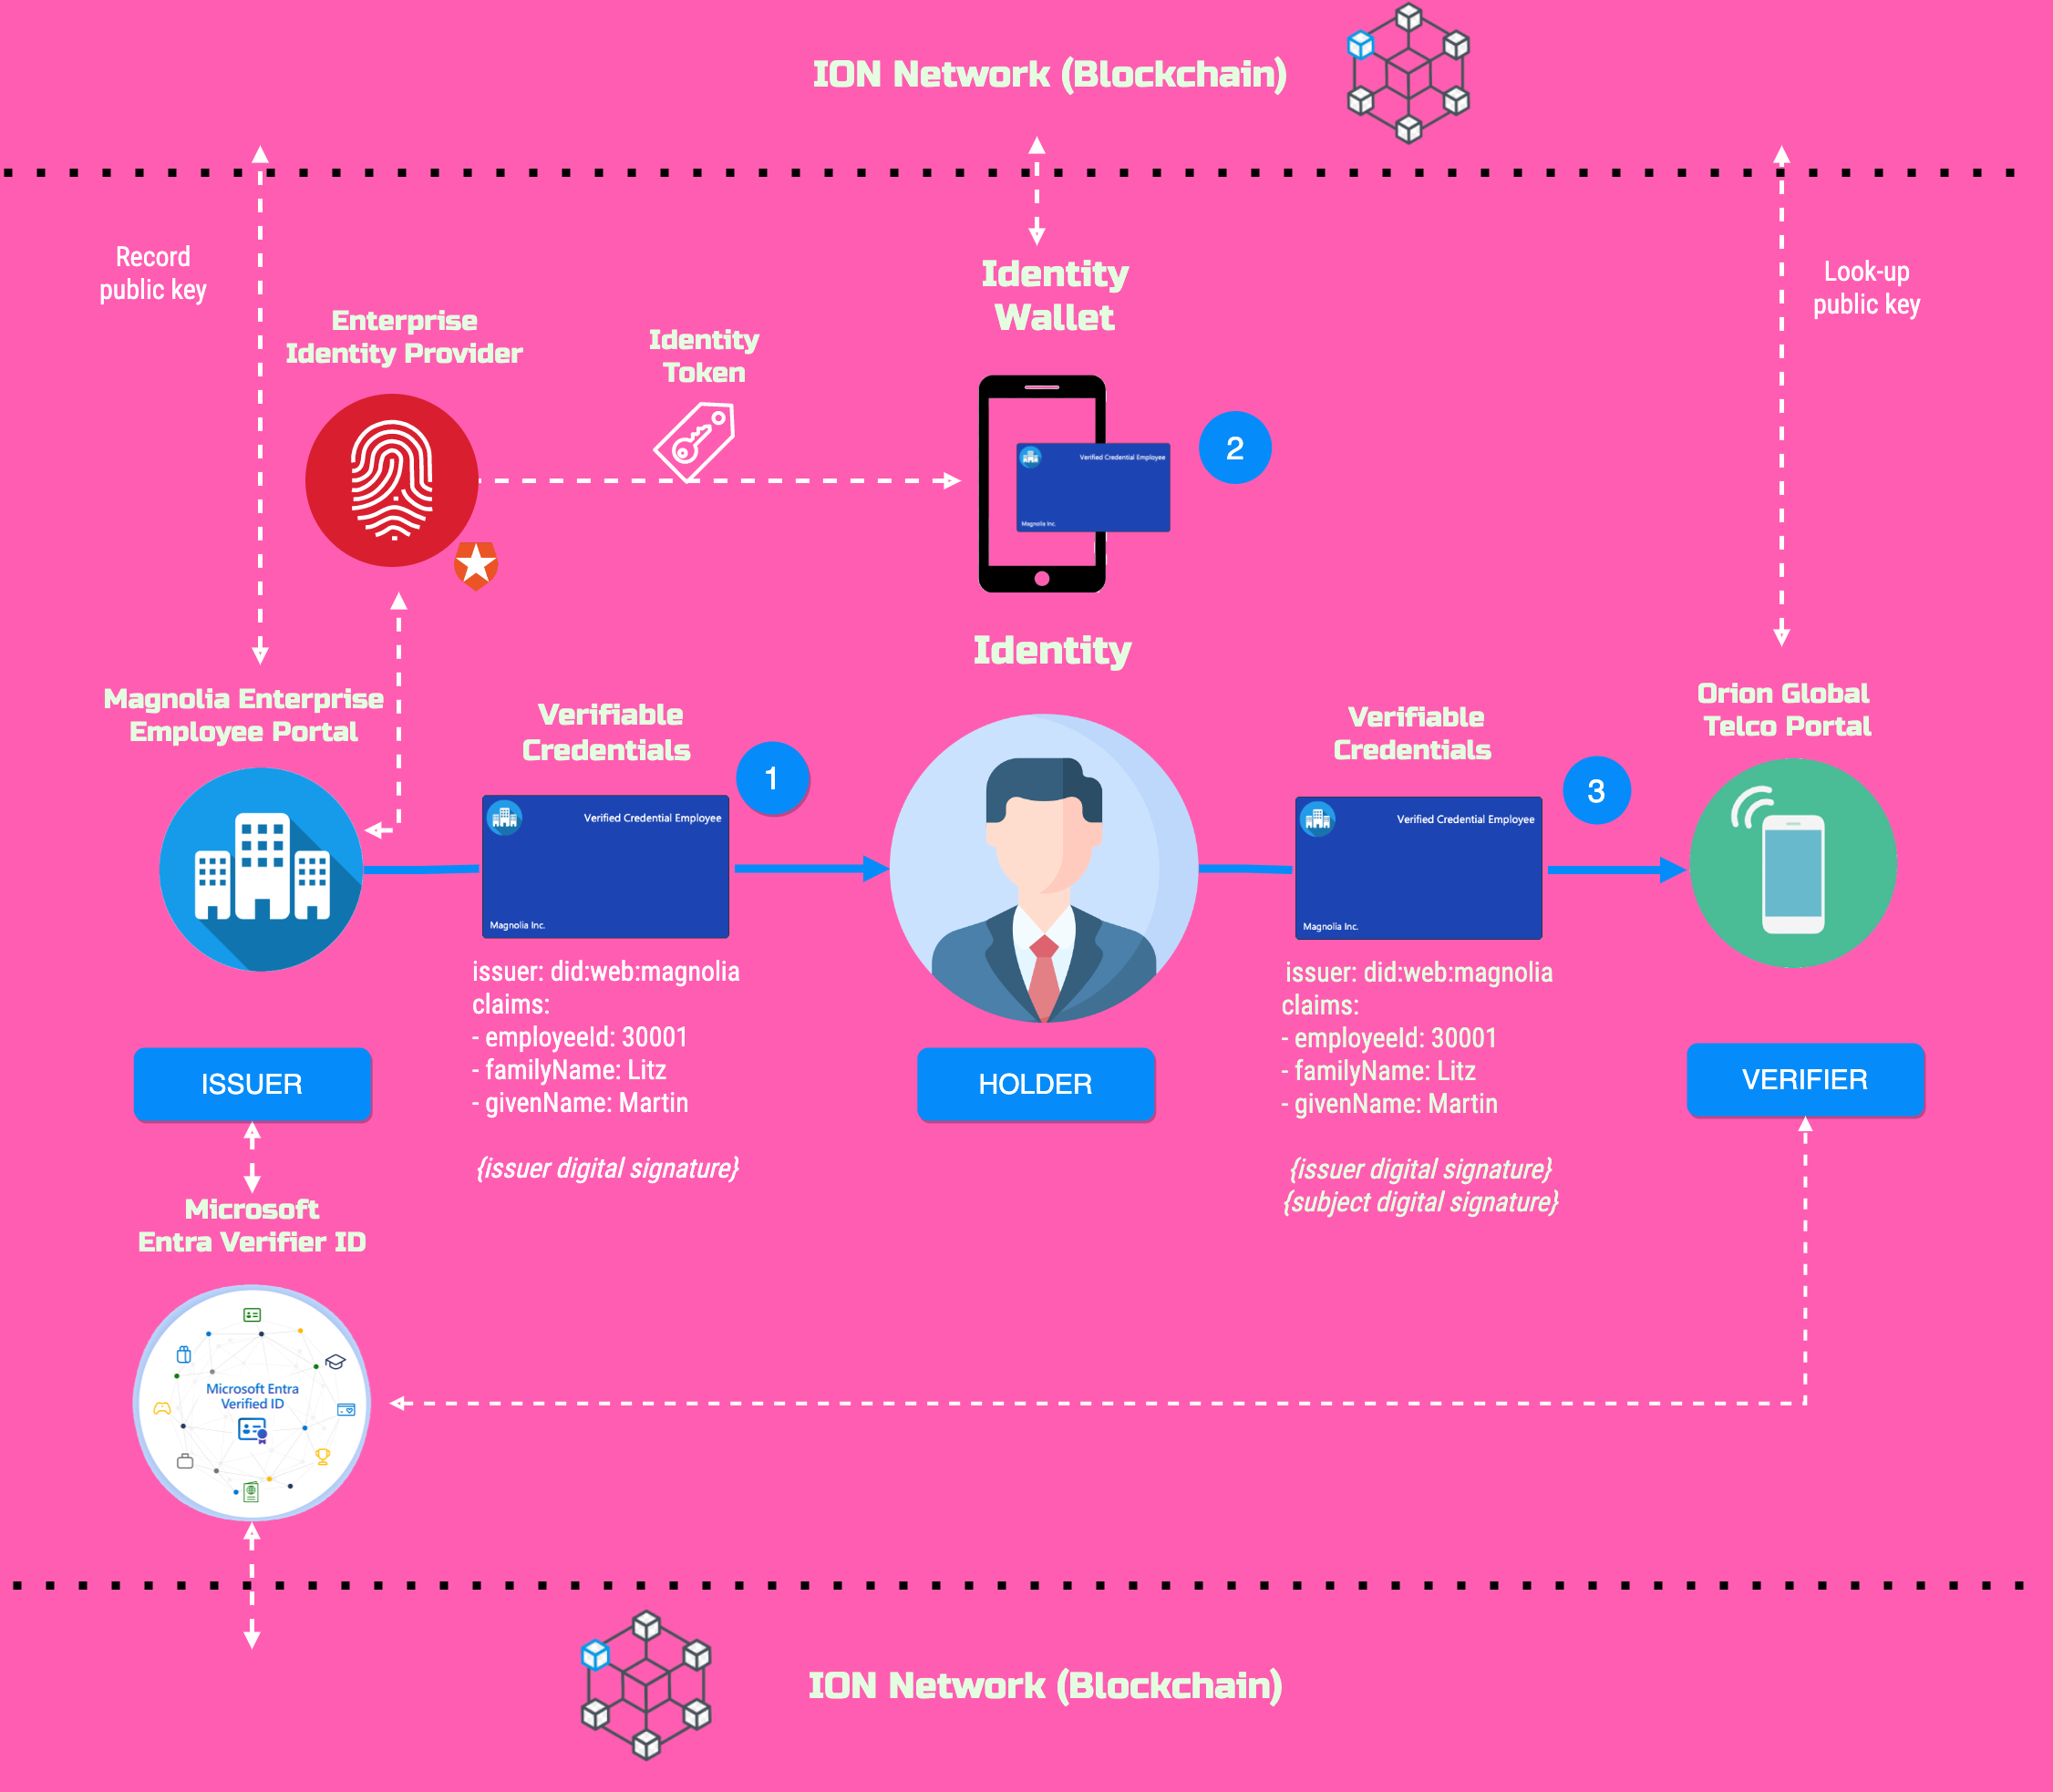 ION Network (Blockchain)
Record
public key
Look-up
public key
Identity
Wallet
Enterprise
Identity Provider
Identity
Token
2
Verified Credential Employee
Magnolia Inc.
Identity
Magnolia Enterprise
Employee Portal
Verifiable
Credentials
1
Verified Credential Employee
Magnolia Inc.
issuer: did:web:magnolia
claims:
- employeeId: 30001
- familyName: Litz
- givenName: Martin
{issuer digital signature}
Verifiable
Credentials
3
Verified Credential Employee
Magnolia Inc.
issuer: did:web:magnolia
claims:
- employeeId: 30001
- familyName: Litz
- givenName: Martin
{issuer digital signature}
{subject digital signature}
Orion Global
Telco Portal
ISSUER
HOLDER
VERIFIER
Microsoft
Entra Verifier ID
Microsoft Entra
Verified ID
ION Network (Blockchain)